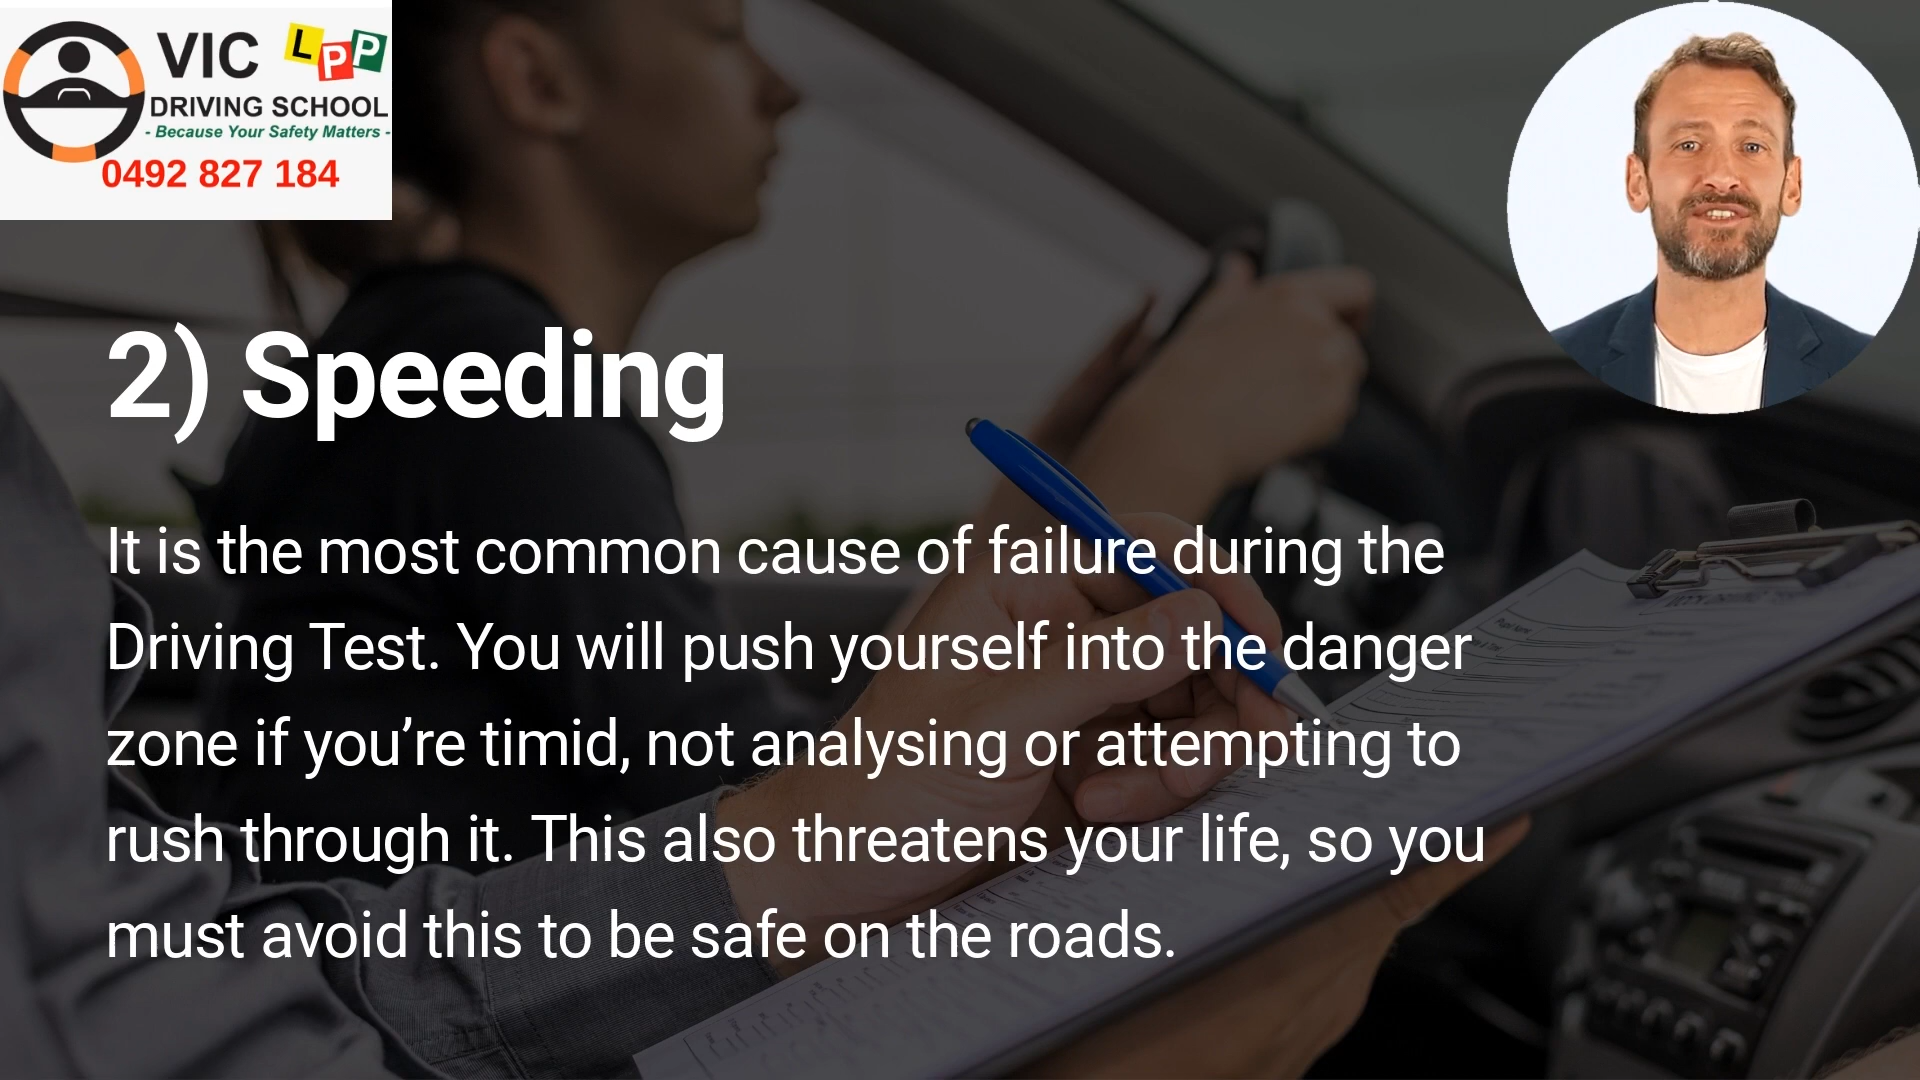 VIC
L P P
DRIVING SCHOOL
- Because Your Safety Matters -
0492 827 184
2) Speeding
It is the most common cause of failure during the
Driving Test. You will push yourself into the danger
zone if you’re timid, not analysing or attempting to
rush through it. This also threatens your life, so you
must avoid this to be safe on the roads.